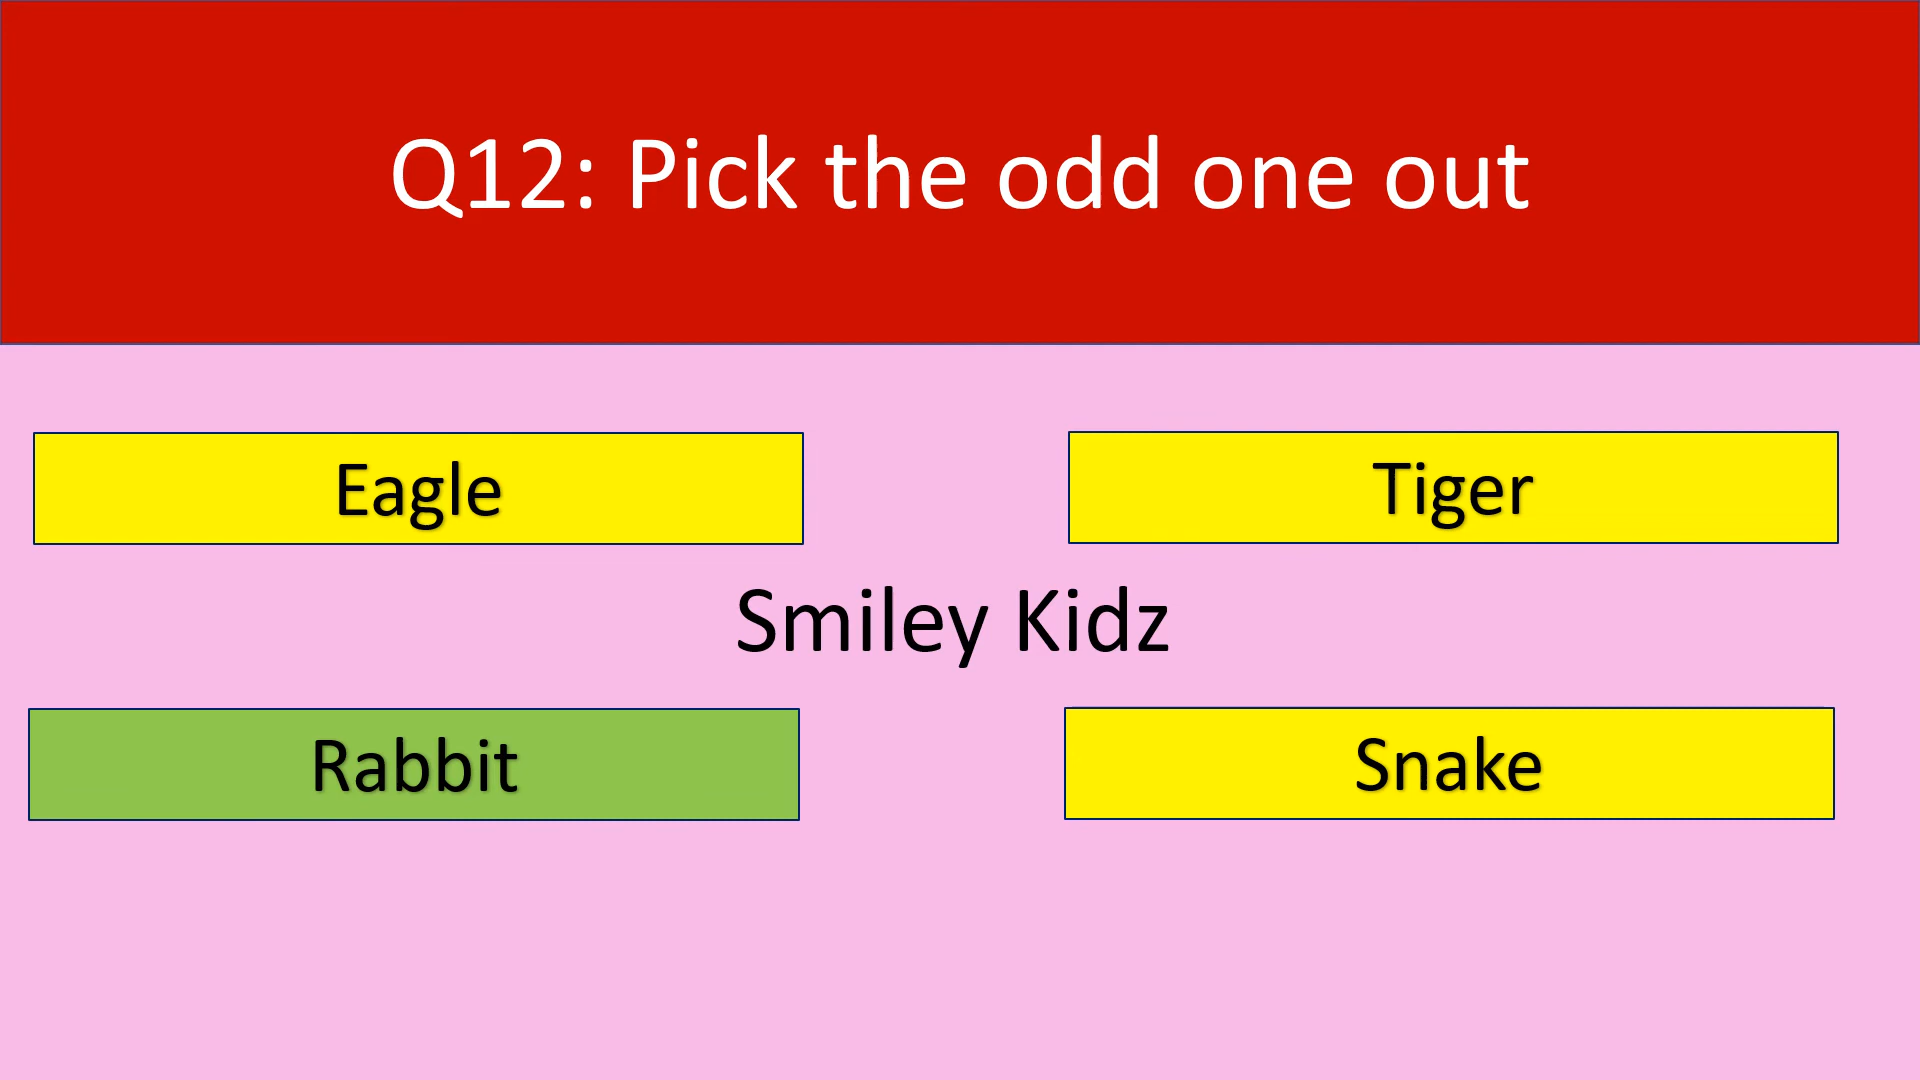 Q12: Pick the odd one out
Eagle
Tiger
Smiley Kidz
Rabbit
Snake